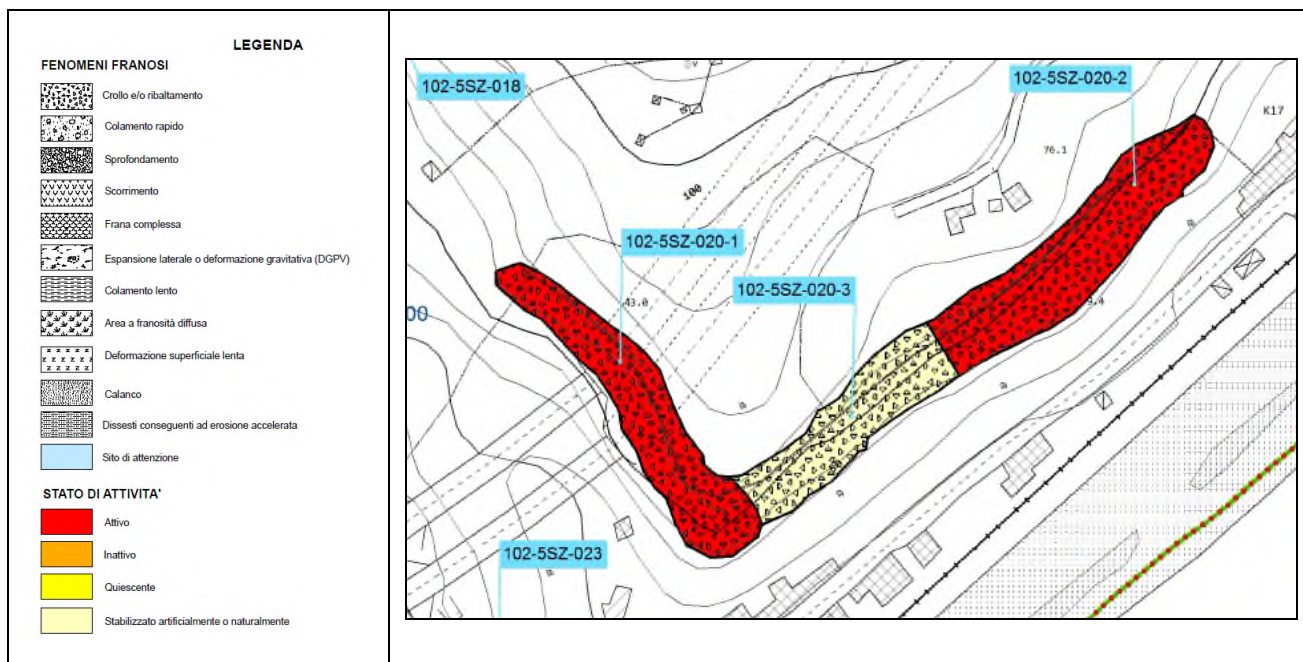 LEGENDA
FENOMENI FRANOSI
Crollo e/o ribaltamento
Colamento rapido
Sprofondamento
Scorrimento
Frana complessa
Espansione laterale o deformazione gravitativa (DGPV)
Colamento lento
Area a franosità diffusa
Deformazione superficiale lenta
Calanco
Dissesti conseguenti ad erosione accelerata
Sito di attenzione
STATO DI ATTIVITA'
Attivo
Inattivo
Quiescente
Stabilizzato artificialmente o naturalmente
102-5SZ-018
102-5SZ-020-2
K17
76.1
100
102-5SZ-020-1
102-5SZ-020-3
43.0
00
9.4
102-5SZ-023